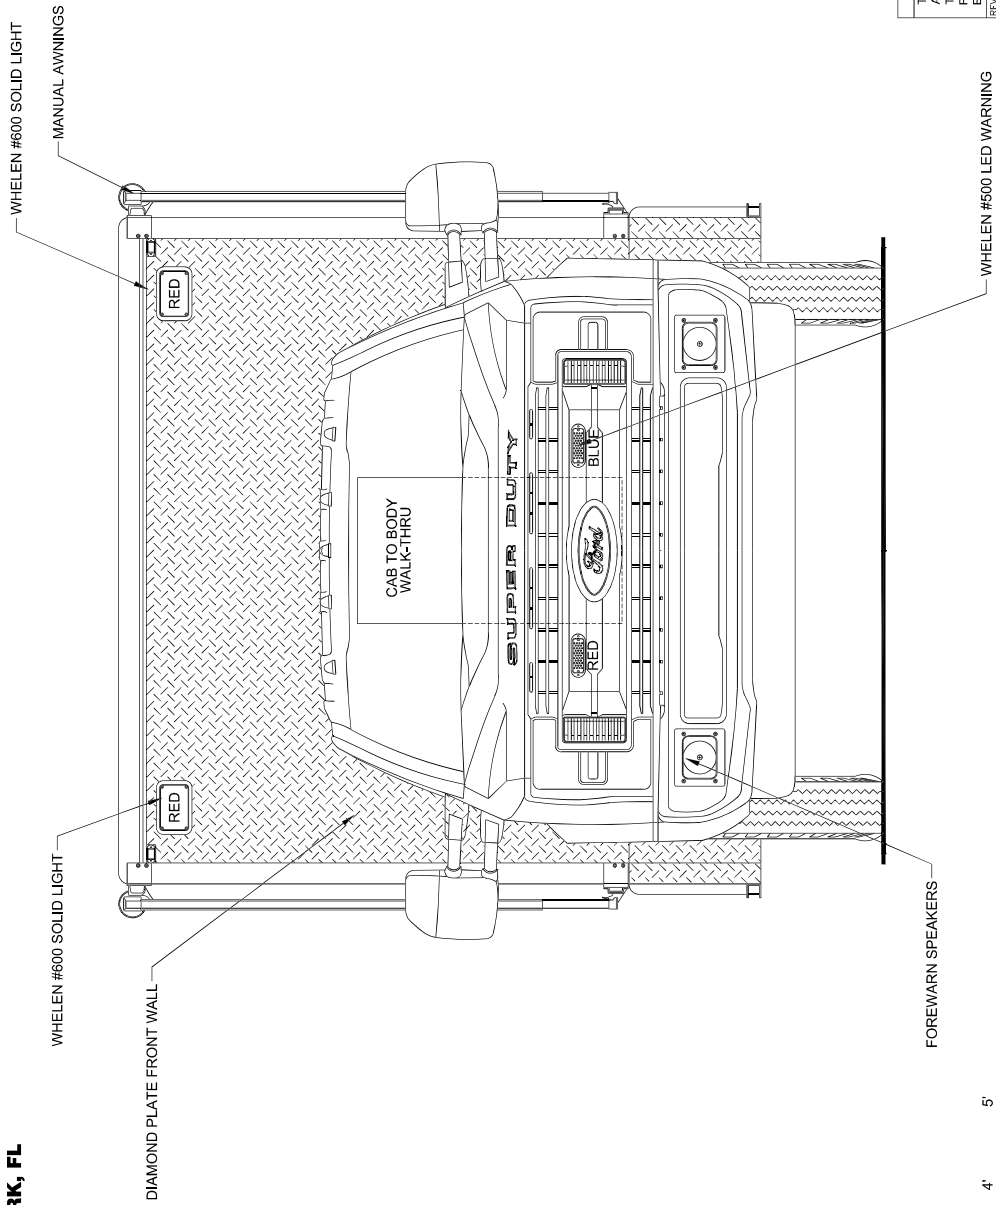 WHELEN #600 SOLID LIGHT
MANUAL AWNINGS
WHELEN #600 SOLID LIGHT
DIAMOND PLATE FRONT WALL
RED
RED
CAB TO BODY
WALK-THRU
SUPER DUTY
RED
BLUE
Ford
FOREWARN SPEAKERS
WHELEN #500 LED WARNING
RK, FL
4'
5'